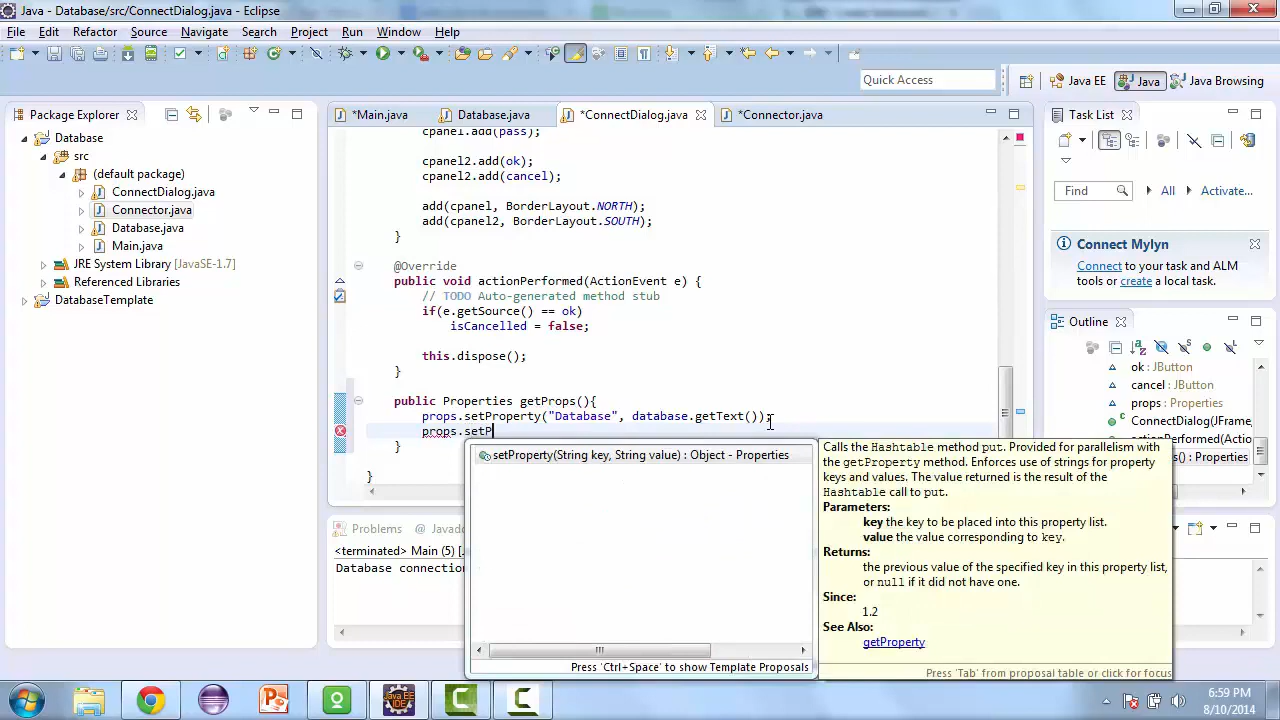 Java - Database/src/ConnectDialog.java - Eclipse
File Edit Refactor Source Navigate Search Project Run Window Help
Quick Access
Java EE
Java
Java Browsing
Package Explorer
Database
src
(default package)
ConnectDialog.java
Connector.java
Database.java
Main.java
JRE System Library [JavaSE-1.7]
Referenced Libraries
DatabaseTemplate
*Main.java
Database.java
*ConnectDialog.java
*Connector.java
cpanel.add(pass);
cpanel2.add(ok);
cpanel2.add(cancel);
add(cpanel, BorderLayout.NORTH);
add(cpanel2, BorderLayout.SOUTH);
}
@Override
public void actionPerformed(ActionEvent e) {
// TODO Auto-generated method stub
if(e.getSource() == ok)
isCancelled = false;
this.dispose();
}
public Properties getProps(){
props.setProperty("Database", database.getText());
props.setP
}
}
setProperty(String key, String value) : Object - Properties
Press 'Ctrl+Space' to show Template Proposals
Calls the Hashtable method put. Provided for parallelism with
the getProperty method. Enforces use of strings for property
keys and values. The value returned is the result of the
Hashtable call to put.
Parameters:
key the key to be placed into this property list.
value the value corresponding to key.
Returns:
the previous value of the specified key in this property list,
or null if it did not have one.
Since:
1.2
See Also:
getProperty
Press 'Tab' from proposal table or click for focus
Problems
@ Javado
<terminated> Main (5) [J
Database connection
Task List
Find
All
Activate...
Connect Mylyn
Connect to your task and ALM
tools or create a local task.
Outline
ok : JButton
cancel : JButton
props : Properties
ConnectDialog(JFrame
actionPerformed(Actio
s() : Properties
Java EE
IDE
6:59 PM
8/10/2014